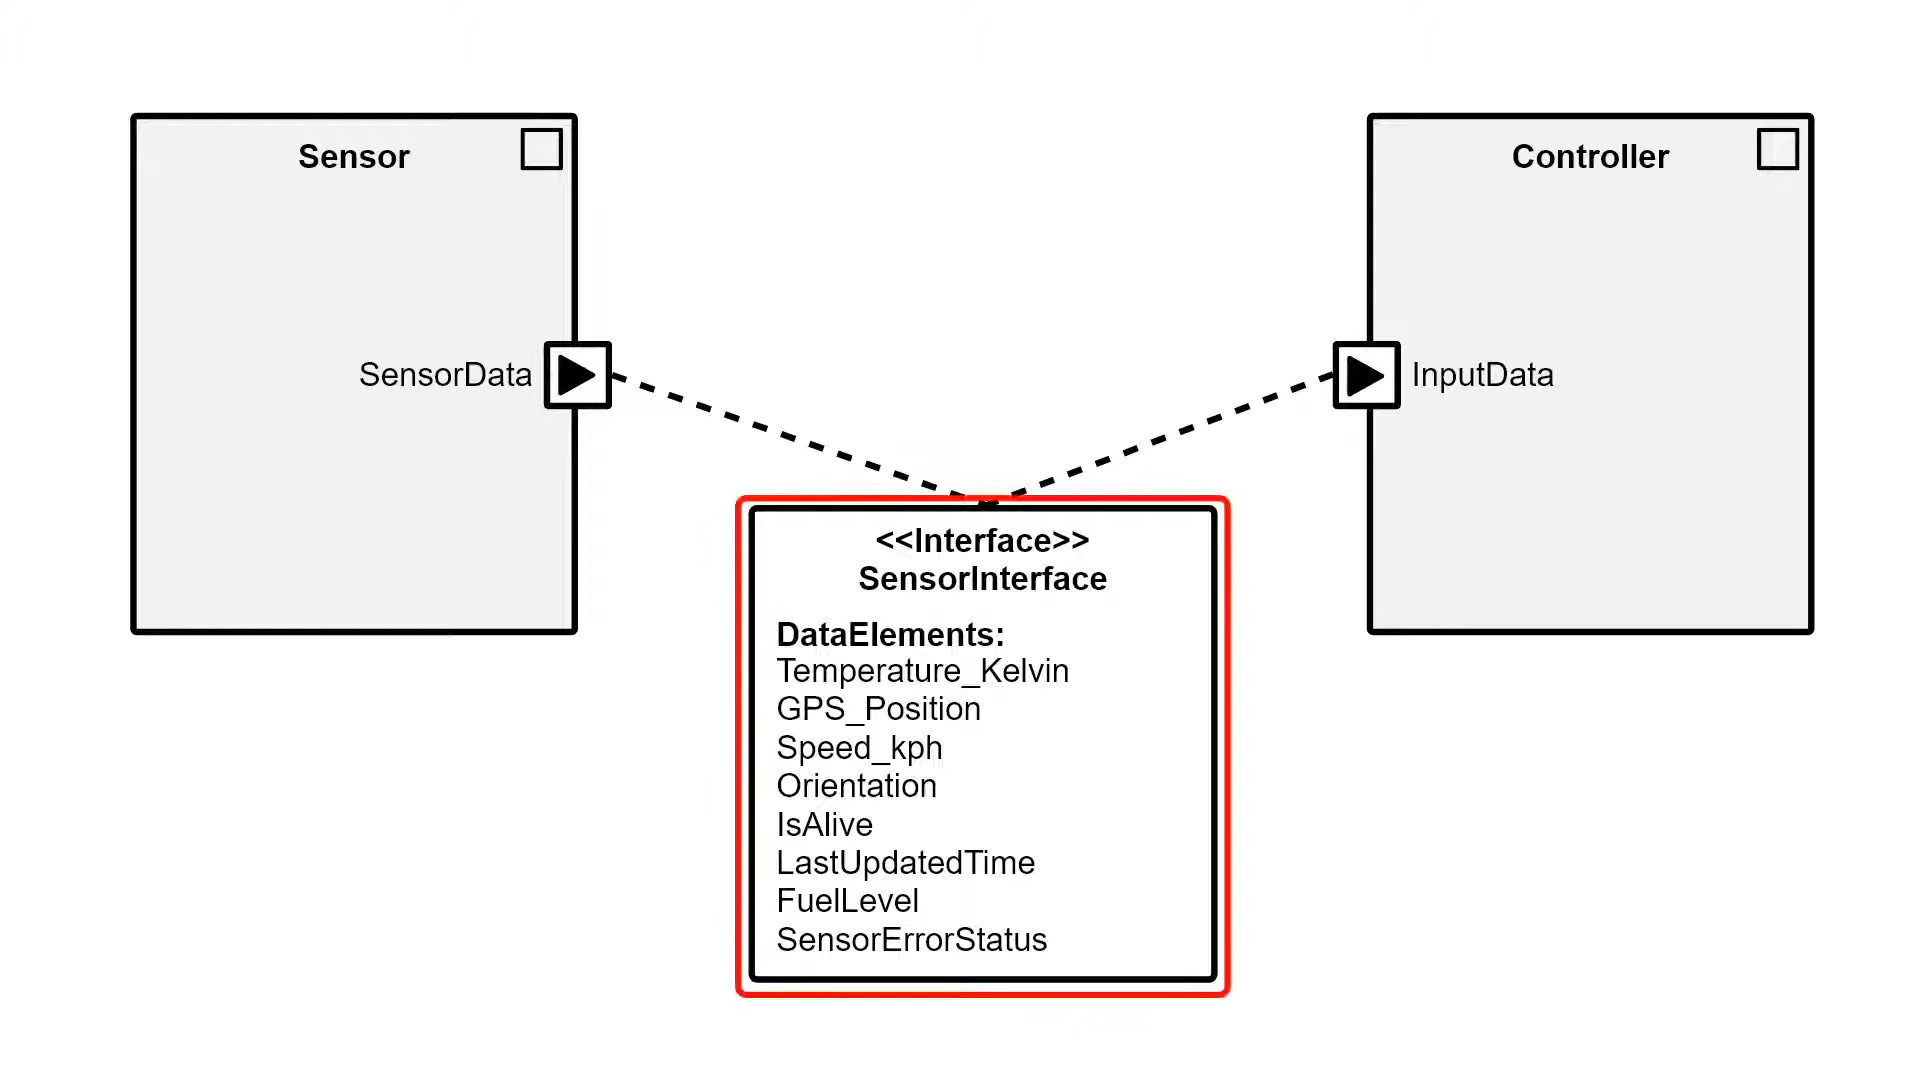 Sensor
Controller
SensorData
InputData
<<Interface>>
SensorInterface
DataElements:
Temperature_Kelvin
GPS_Position
Speed_kph
Orientation
IsAlive
LastUpdatedTime
FuelLevel
SensorErrorStatus